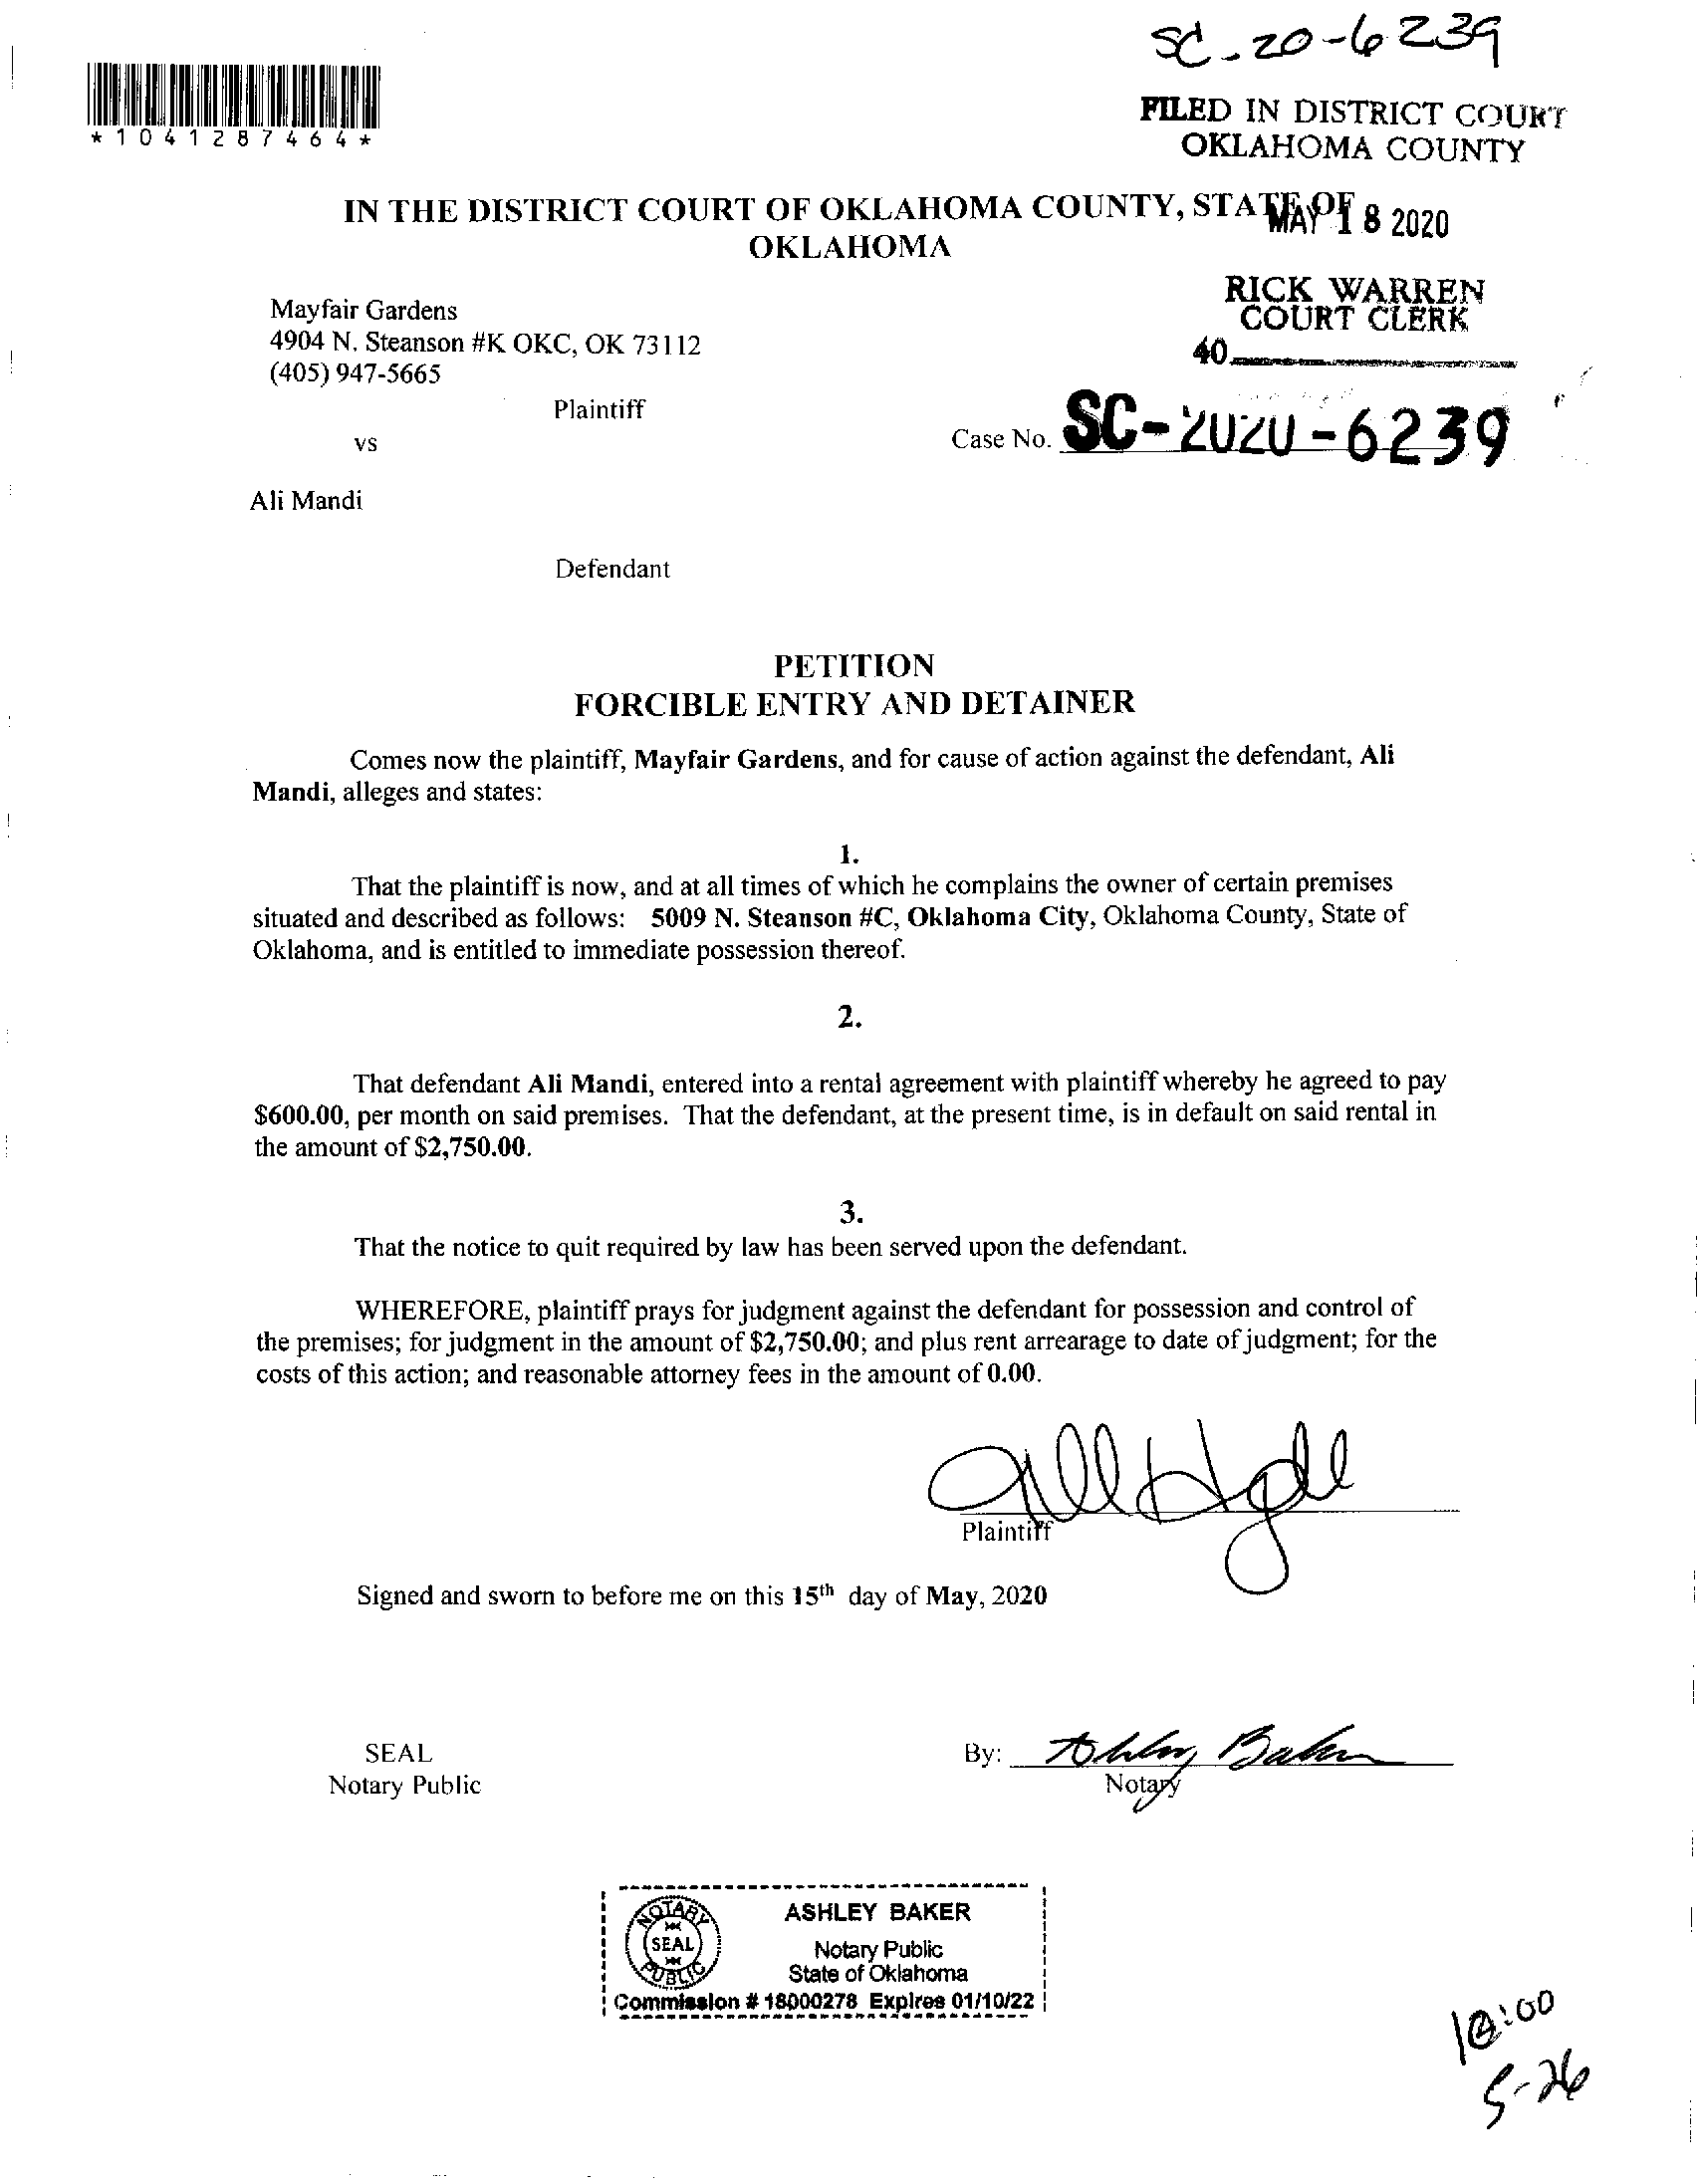 SC-20-6239
*1041287464*
FILED IN DISTRICT COURT
OKLAHOMA COUNTY
IN THE DISTRICT COURT OF OKLAHOMA COUNTY, STATE OF
MAY 18 2020
OKLAHOMA
RICK WARREN
COURT CLERK
40
Mayfair Gardens
4904 N. Steanson #K OKC, OK 73112
(405) 947-5665
Plaintiff
vs
Case No. SC-2020-6239
Ali Mandi
Defendant
PETITION
FORCIBLE ENTRY AND DETAINER
Comes now the plaintiff, Mayfair Gardens, and for cause of action against the defendant, Ali
Mandi, alleges and states:
1.
That the plaintiff is now, and at all times of which he complains the owner of certain premises
situated and described as follows: 5009 N. Steanson #C, Oklahoma City, Oklahoma County, State of
Oklahoma, and is entitled to immediate possession thereof.
2.
That defendant Ali Mandi, entered into a rental agreement with plaintiff whereby he agreed to pay
$600.00, per month on said premises. That the defendant, at the present time, is in default on said rental in
the amount of $2,750.00.
3.
That the notice to quit required by law has been served upon the defendant.
WHEREFORE, plaintiff prays for judgment against the defendant for possession and control of
the premises; for judgment in the amount of $2,750.00; and plus rent arrearage to date of judgment; for the
costs of this action; and reasonable attorney fees in the amount of 0.00.
Plaintiff
Signed and sworn to before me on this 15th day of May, 2020
SEAL
By: Ashley Baker
Notary Public
Notary
NOTARY
SEAL
PUBLIC
ASHLEY BAKER
Notary Public
State of Oklahoma
Commission # 18000278 Expires 01/10/22
5-26